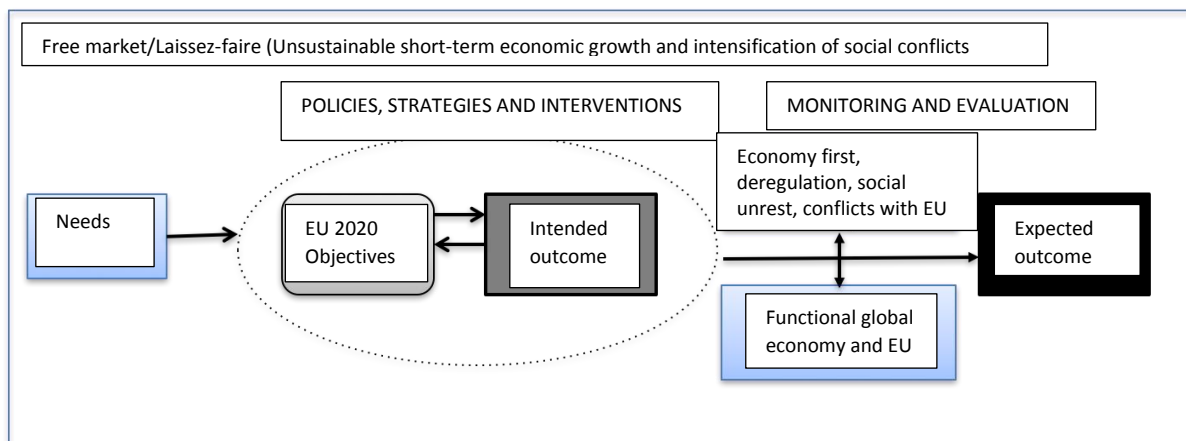 Free market/Laissez-faire (Unsustainable short-term economic growth and intensification of social conflicts
POLICIES, STRATEGIES AND INTERVENTIONS
MONITORING AND EVALUATION
Economy first,
deregulation, social
unrest, conflicts with EU
Needs
EU 2020
Objectives
Intended
outcome
Expected
outcome
Functional global
economy and EU